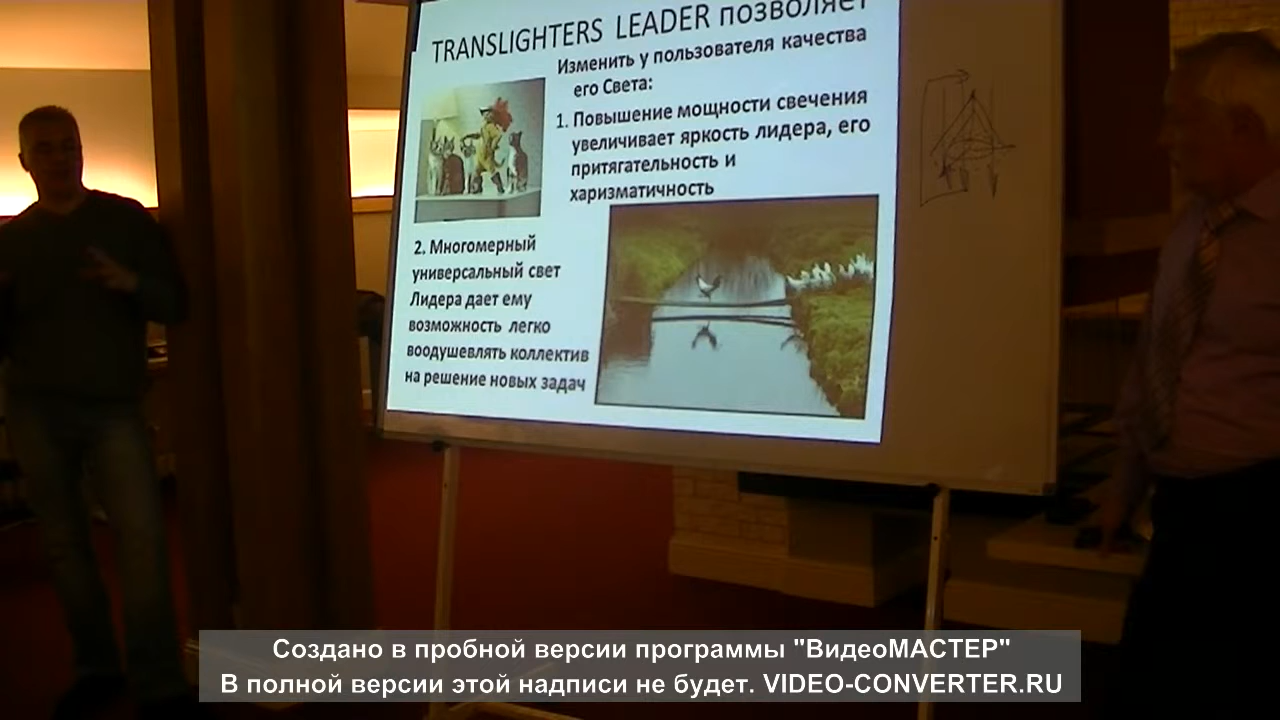 TRANSLIGHTERS LEADER позволяет
Изменить у пользователя качества
его Света:
1. Повышение мощности свечения
увеличивает яркость лидера, его
притягательность и
харизматичность
2. Многомерный
универсальный свет
Лидера дает ему
возможность легко
воодушевлять коллектив
на решение новых задач
Создано в пробной версии программы "ВидеоМАСТЕР"
В полной версии этой надписи не будет. VIDEO-CONVERTER.RU